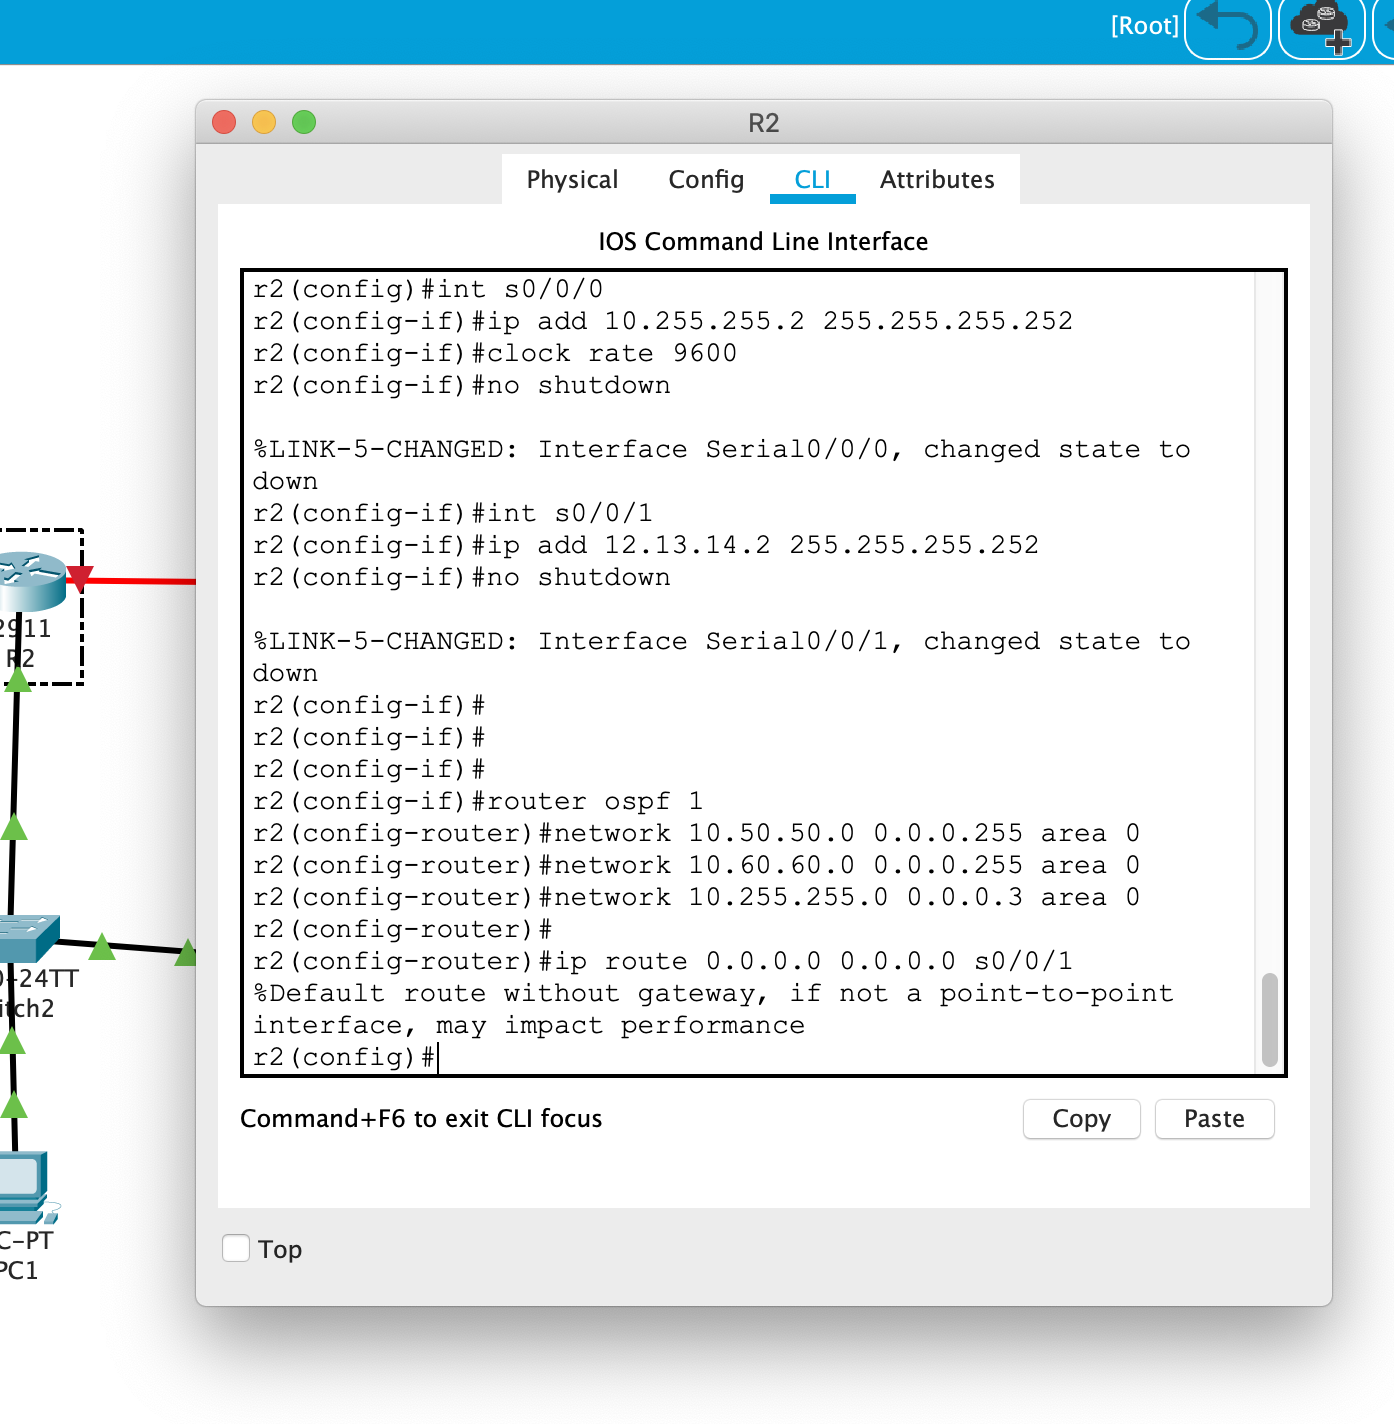 [Root]
R2
Physical Config CLI Attributes
IOS Command Line Interface
r2(config)#int s0/0/0
r2(config-if)#ip add 10.255.255.2 255.255.255.252
r2(config-if)#clock rate 9600
r2(config-if)#no shutdown
%LINK-5-CHANGED: Interface Serial0/0/0, changed state to
down
r2(config-if)#int s0/0/1
r2(config-if)#ip add 12.13.14.2 255.255.255.252
r2(config-if)#no shutdown
%LINK-5-CHANGED: Interface Serial0/0/1, changed state to
down
r2(config-if)#
r2(config-if)#
r2(config-if)#
r2(config-if)#router ospf 1
r2(config-router)#network 10.50.50.0 0.0.0.255 area 0
r2(config-router)#network 10.60.60.0 0.0.0.255 area 0
r2(config-router)#network 10.255.255.0 0.0.0.3 area 0
r2(config-router)#
r2(config-router)#ip route 0.0.0.0 0.0.0.0 s0/0/1
%Default route without gateway, if not a point-to-point
interface, may impact performance
r2(config)#
Command+F6 to exit CLI focus
Copy Paste
Top
2911
R2
-24TT
itch2
C-PT
PC1